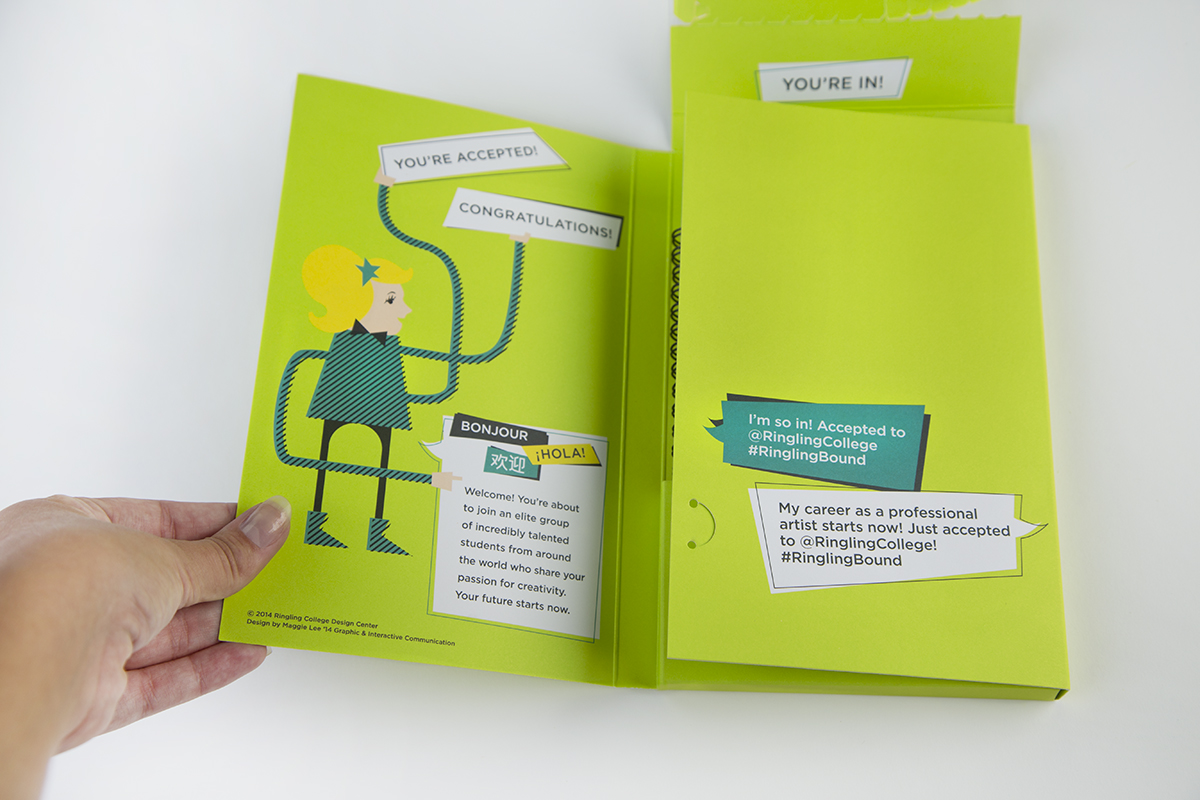 YOU'RE ACCEPTED!
CONGRATULATIONS!
BONJOUR
¡HOLA!
欢迎
Welcome! You're about
to join an elite group
of incredibly talented
students from around
the world who share your
passion for creativity.
Your future starts now.
© 2014 Ringling College Design Center
Design by Maggie Lee '14 Graphic & Interactive Communication
YOU'RE IN!
I'm so in! Accepted to
@RinglingCollege
#RinglingBound
My career as a professional
artist starts now! Just accepted
to @RinglingCollege!
#RinglingBound